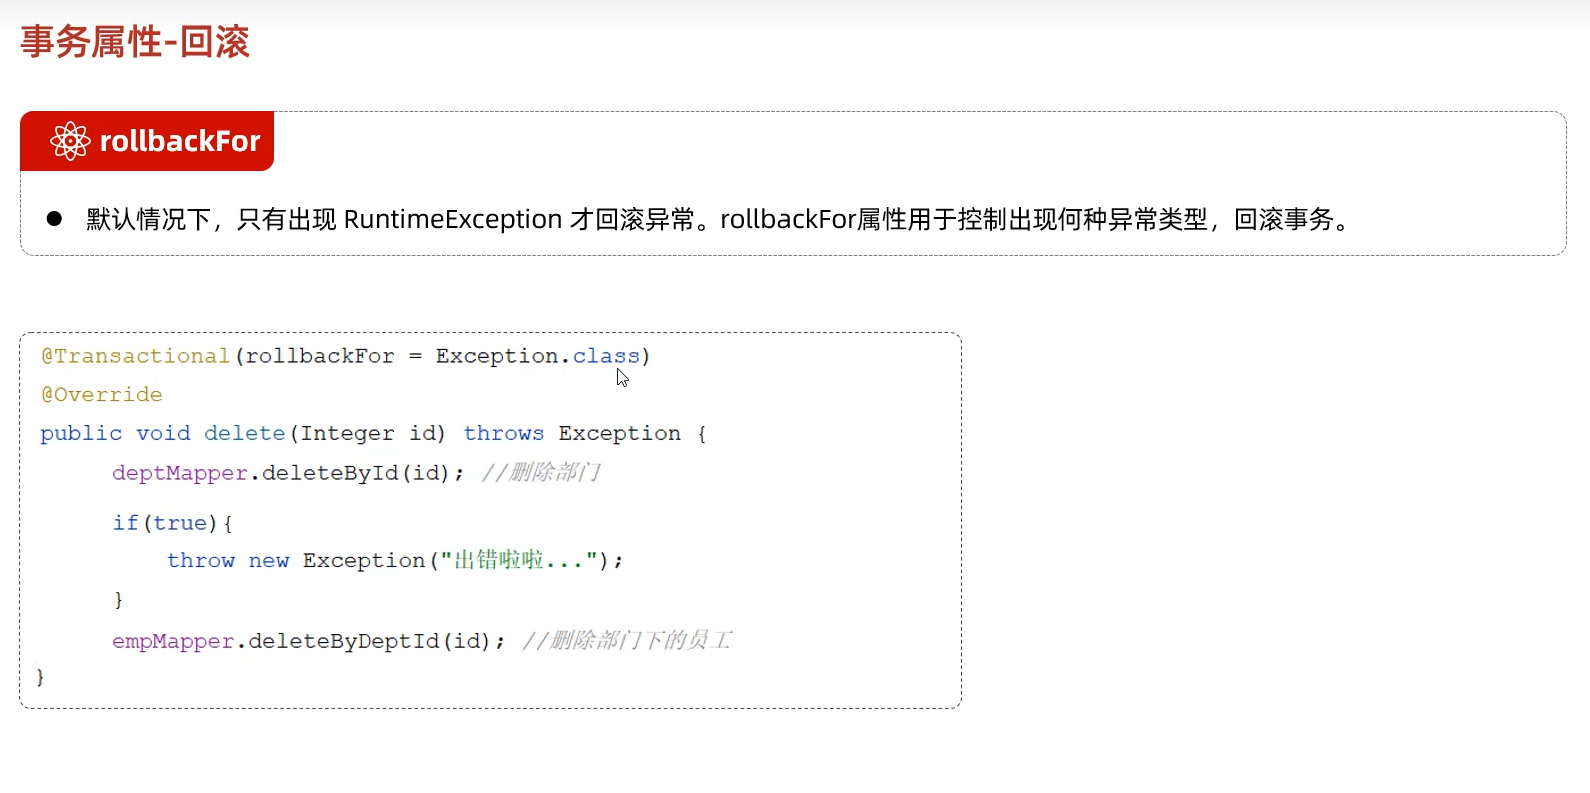 事务属性-回滚
rollbackFor
● 默认情况下，只有出现 RuntimeException 才回滚异常。rollbackFor属性用于控制出现何种异常类型，回滚事务。
@Transactional(rollbackFor = Exception.class)
@Override
public void delete(Integer id) throws Exception {
deptMapper.deleteById(id); //删除部门
if(true){
throw new Exception("出错啦啦...");
}
empMapper.deleteByDeptId(id); //删除部门下的员工
}